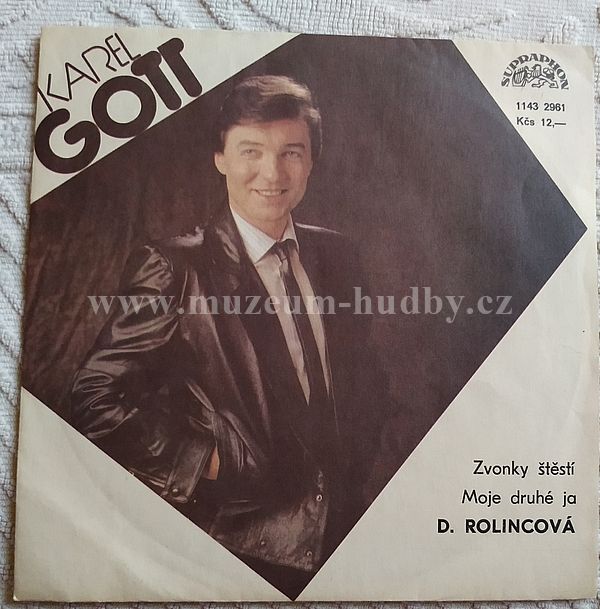 KAREL
GOTT
SUPRAPHON
1143 2961
Kčs 12,—
www.muzeum-hudby.cz
Zvonky štěstí
Moje druhé ja
D. ROLINCOVÁ